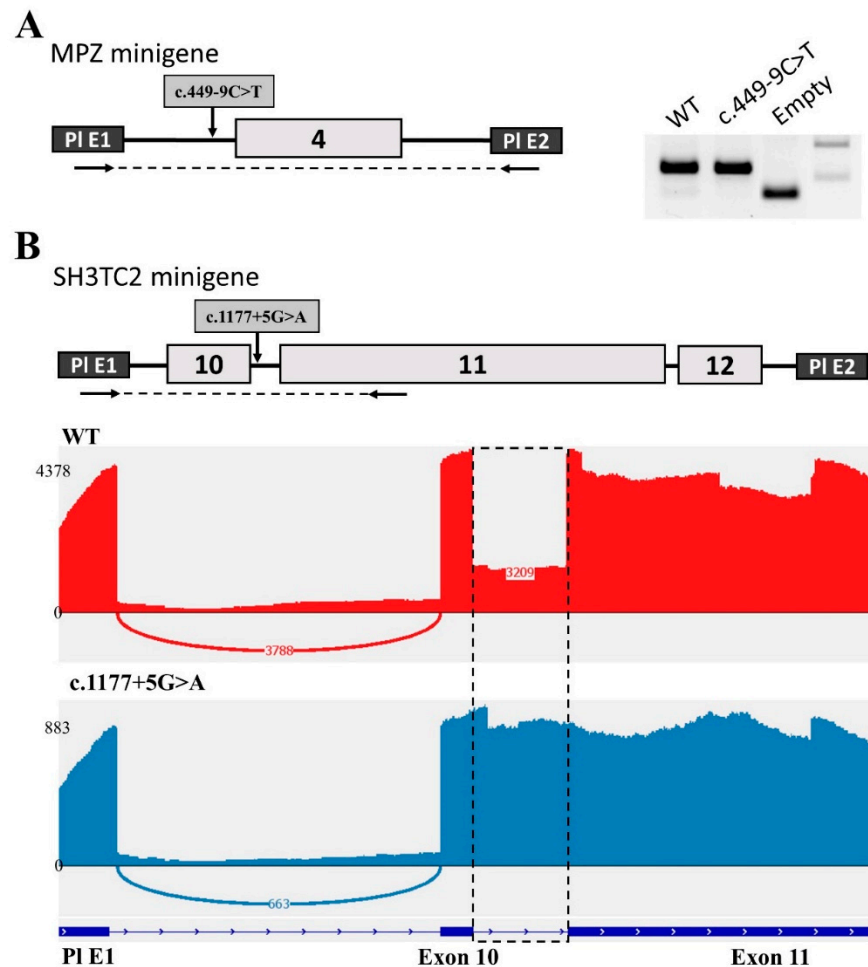 A
MPZ minigene
c.449-9C>T
Pl E1
4
Pl E2
WT
c.449-9C>T
Empty
B
SH3TC2 minigene
c.1177+5G>A
Pl E1
10
11
12
Pl E2
WT
4378
0
3209
3788
c.1177+5G>A
883
0
663
Pl E1
Exon 10
Exon 11